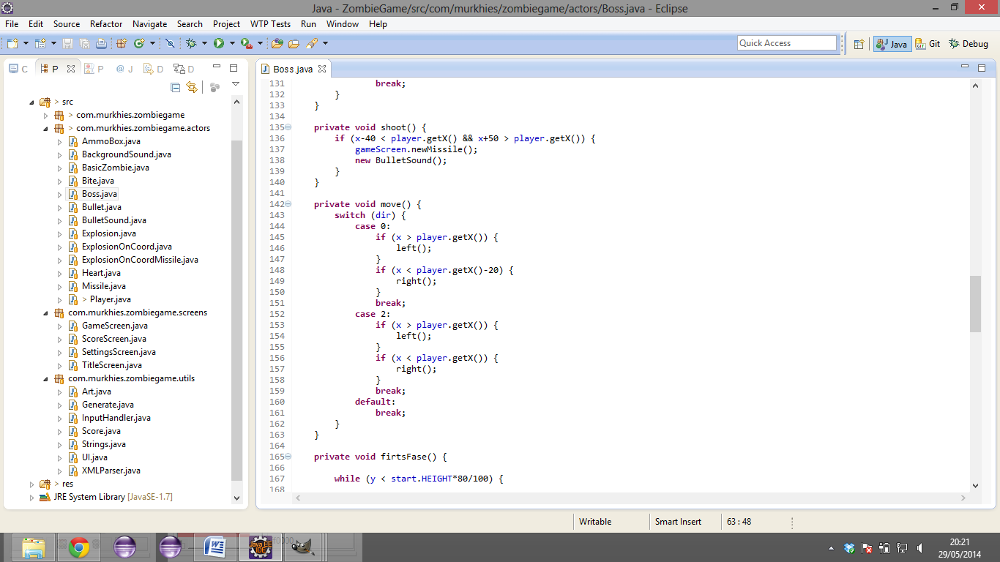 Java - ZombieGame/src/com/murkhies/zombiegame/actors/Boss.java - Eclipse
File Edit Source Refactor Navigate Search Project WTP Tests Run Window Help
Quick Access
Java
Git
Debug
C
P
P
@ J
D
D
Boss.java
> src
> com.murkhies.zombiegame
> com.murkhies.zombiegame.actors
AmmoBox.java
BackgroundSound.java
BasicZombie.java
Bite.java
Boss.java
Bullet.java
BulletSound.java
Explosion.java
ExplosionOnCoord.java
ExplosionOnCoordMissile.java
Heart.java
Missile.java
> Player.java
com.murkhies.zombiegame.screens
GameScreen.java
ScoreScreen.java
SettingsScreen.java
TitleScreen.java
com.murkhies.zombiegame.utils
Art.java
Generate.java
InputHandler.java
Score.java
Strings.java
UI.java
XMLParser.java
> res
JRE System Library [JavaSE-1.7]
131 break;
132 }
133 }
134
135 private void shoot() {
136 if (x-40 < player.getX() && x+50 > player.getX()) {
137 gameScreen.newMissile();
138 new BulletSound();
139 }
140 }
141
142 private void move() {
143 switch (dir) {
144 case 0:
145 if (x > player.getX()) {
146 left();
147 }
148 if (x < player.getX()-20) {
149 right();
150 }
151 break;
152 case 2:
153 if (x > player.getX()) {
154 left();
155 }
156 if (x < player.getX()) {
157 right();
158 }
159 break;
160 default:
161 break;
162 }
163 }
164
165 private void firtsFase() {
166
167 while (y < start.HEIGHT*80/100) {
168
Writable
Smart Insert
63 : 48
Java EE
IDE
20:21
29/05/2014